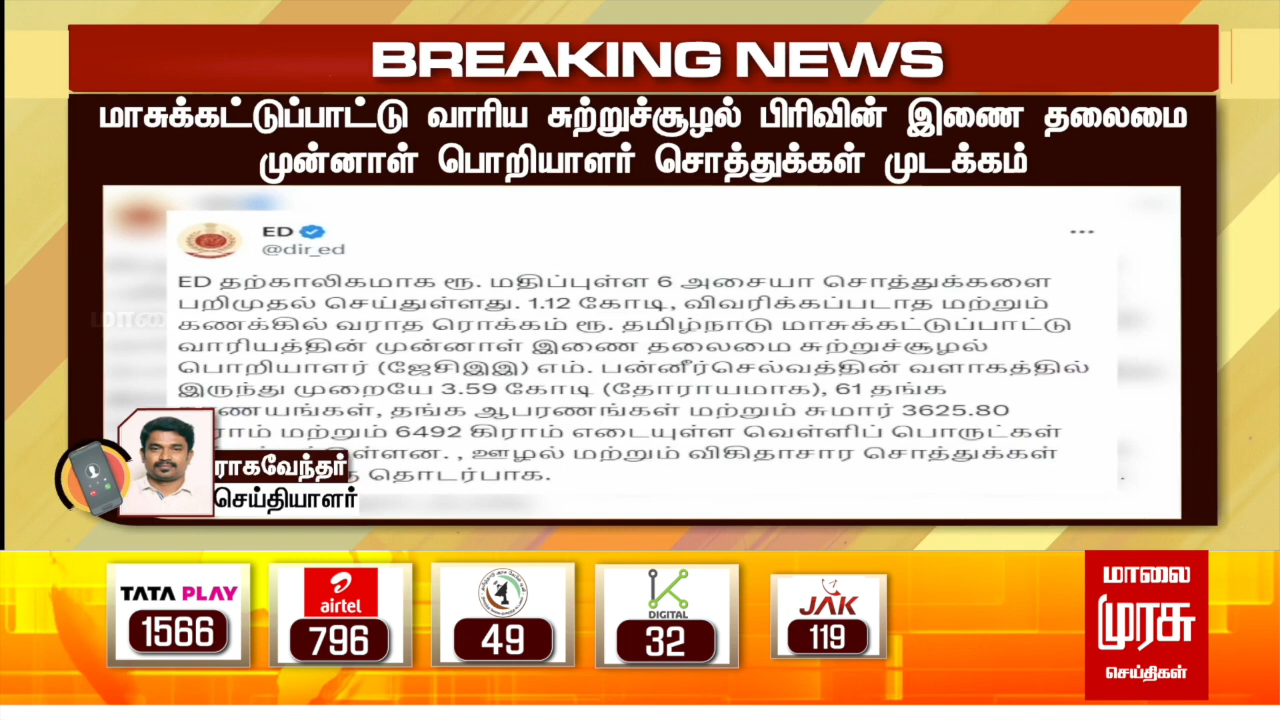 BREAKING NEWS
மாசுக்கட்டுப்பாட்டு வாரிய சுற்றுச்சூழல் பிரிவின் இணை தலைமை
முன்னாள் பொறியாளர் சொத்துக்கள் முடக்கம்
ED
@dir_ed
ED தற்காலிகமாக ரூ. மதிப்புள்ள 6 அசையா சொத்துக்களை
பறிமுதல் செய்துள்ளது. 1.12 கோடி, விவரிக்கப்படாத மற்றும்
கணக்கில் வராத ரொக்கம் ரூ. தமிழ்நாடு மாசுக்கட்டுப்பாட்டு
வாரியத்தின் முன்னாள் இணை தலைமை சுற்றுச்சூழல்
பொறியாளர் (ஜேசிஇஇ) எம். பன்னீர்செல்வத்தின் வளாகத்தில்
இருந்து முறையே 3.59 கோடி (தோராயமாக), 61 தங்க
தங்க ஆபரணங்கள் மற்றும் சுமார் 3625.80
மற்றும் 6492 கிராம் எடையுள்ள வெள்ளிப் பொருட்கள்
, ஊழல் மற்றும் விகிதாசார சொத்துக்கள்
தொடர்பாக.
ராகவேந்தர்
செய்தியாளர்
TATA PLAY
1566
airtel
796
49
DIGITAL
32
JAK
119
மாலை
முரசு
செய்திகள்